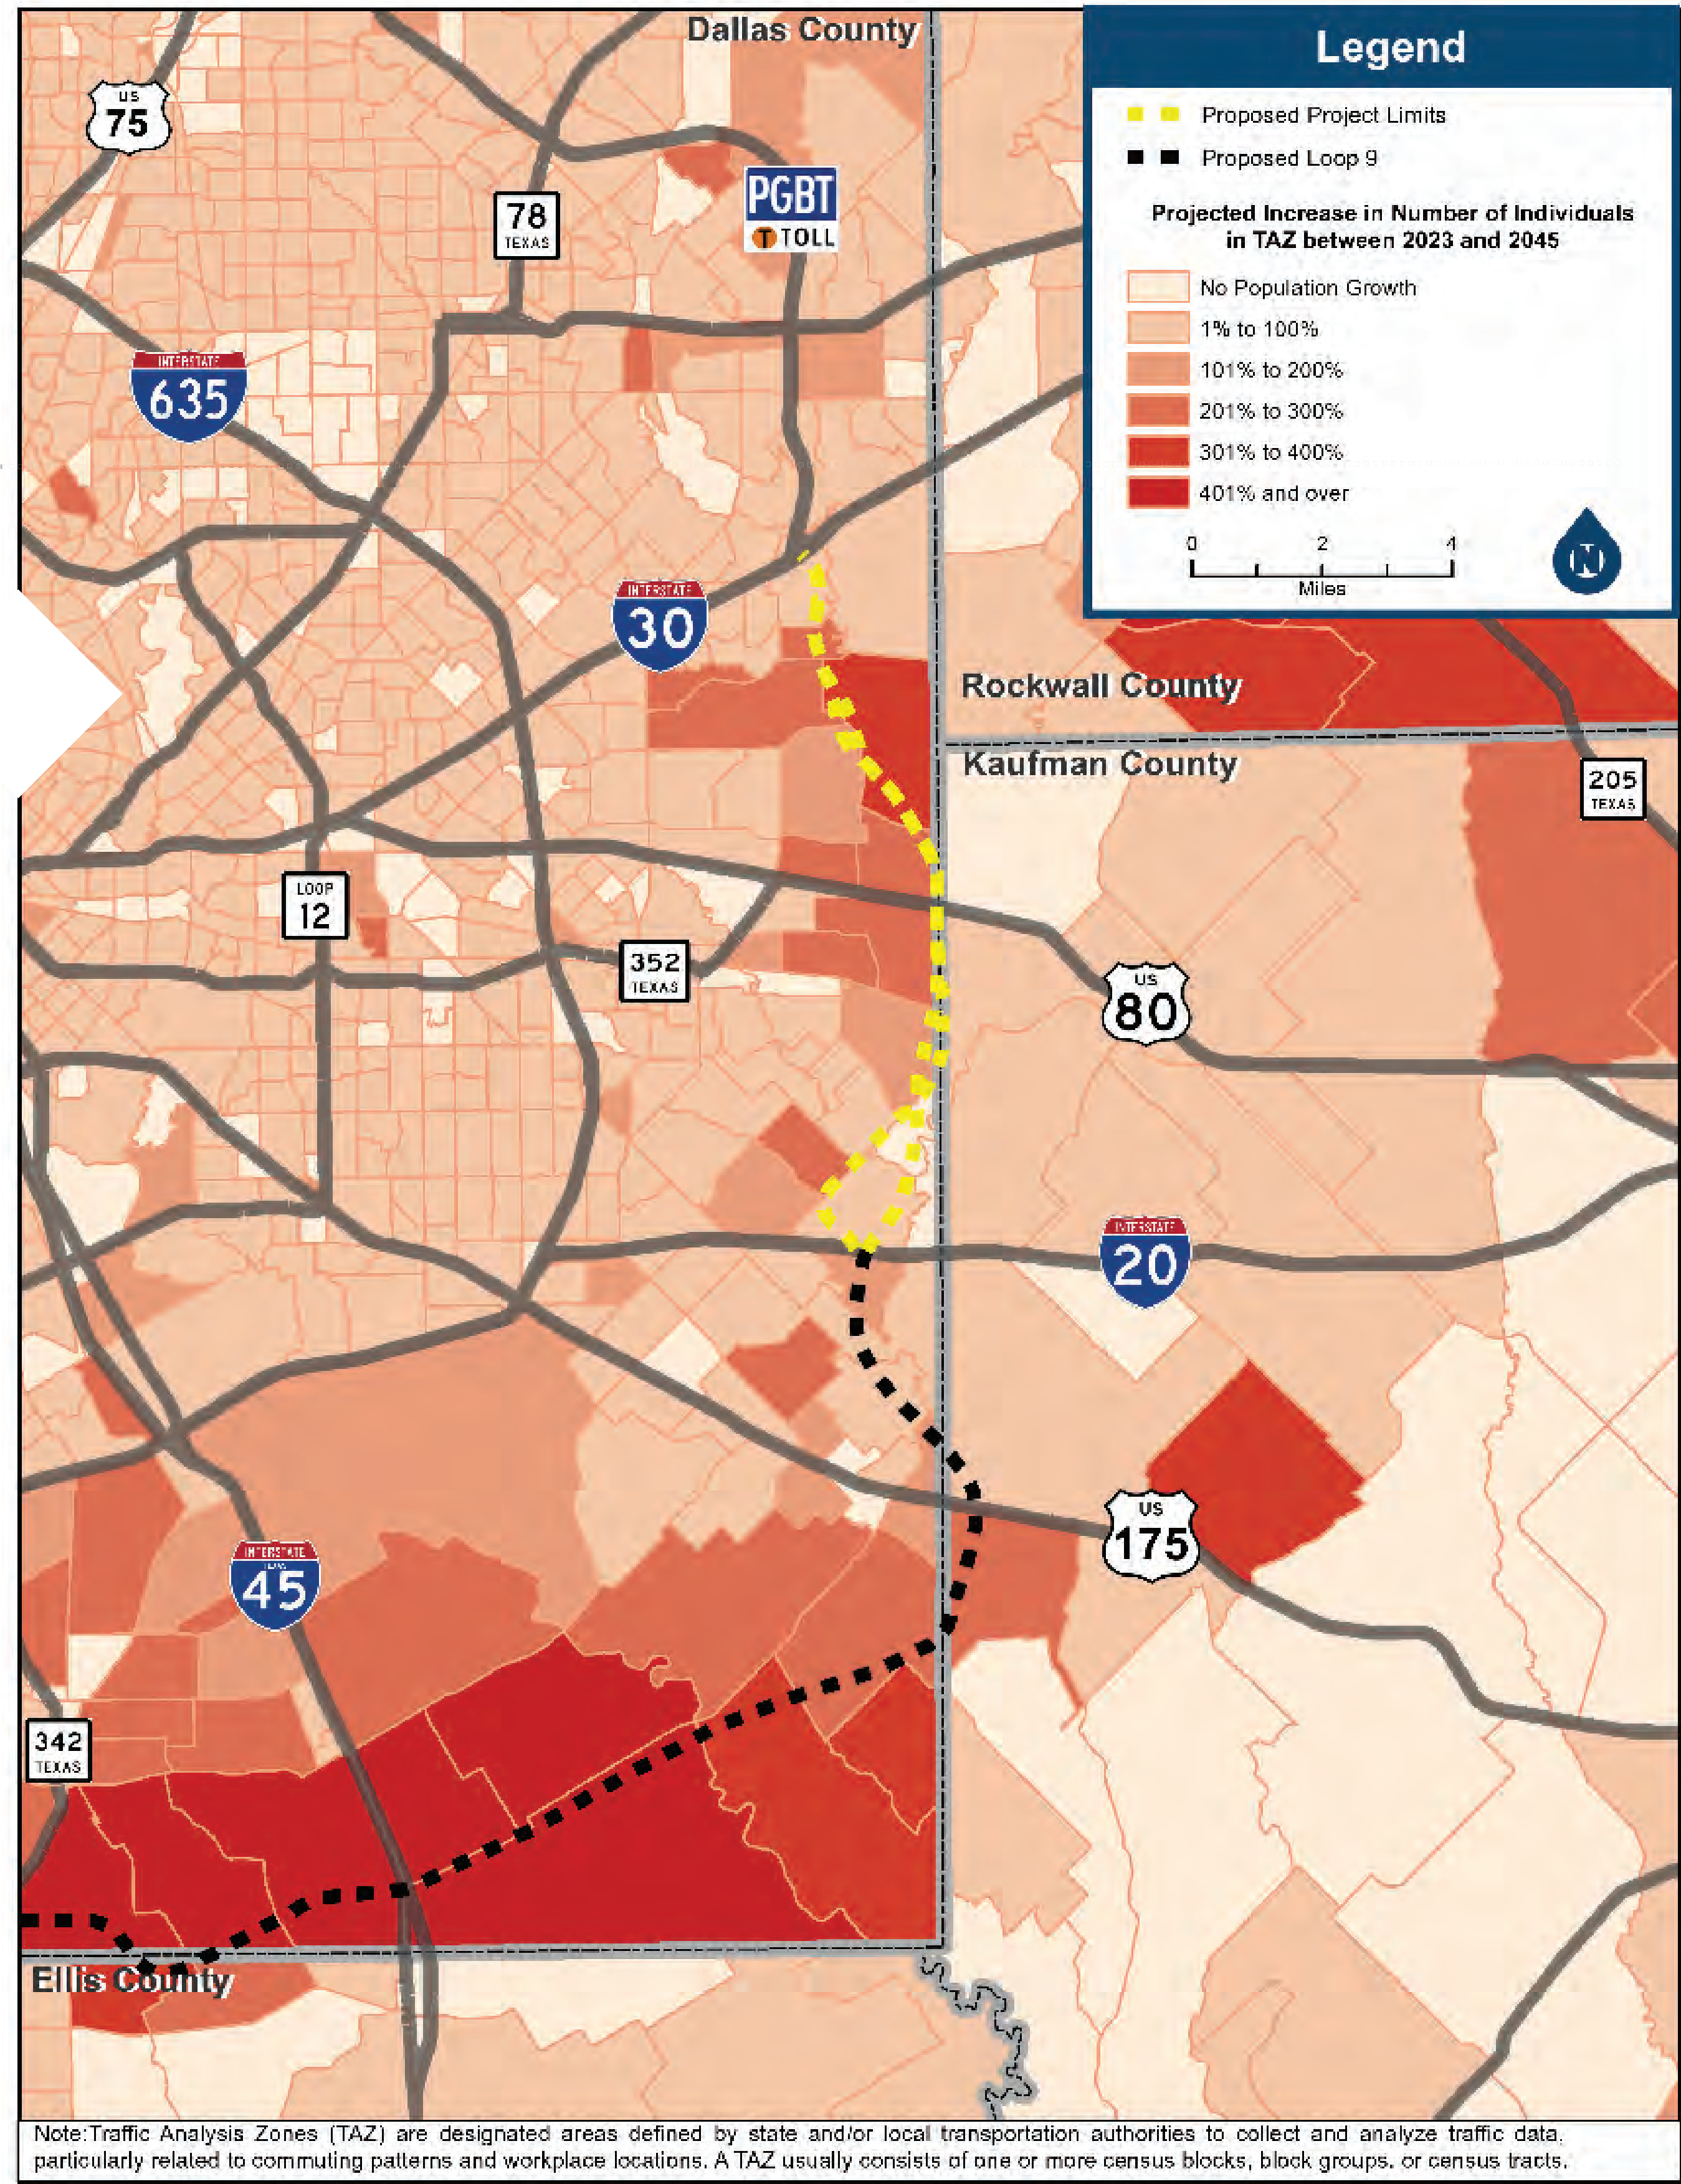 Dallas County
Legend
US
75
Proposed Project Limits
Proposed Loop 9
78
TEXAS
PGBT
T TOLL
Projected Increase in Number of Individuals
in TAZ between 2023 and 2045
No Population Growth
1% to 100%
101% to 200%
201% to 300%
301% to 400%
401% and over
INTERSTATE
635
0 2 4
Miles
N
INTERSTATE
30
Rockwall County
Kaufman County
205
TEXAS
LOOP
12
352
TEXAS
US
80
INTERSTATE
20
US
175
INTERSTATE
TEXAS
45
342
TEXAS
Ellis County
Note:Traffic Analysis Zones (TAZ) are designated areas defined by state and/or local transportation authorities to collect and analyze traffic data,
particularly related to commuting patterns and workplace locations. A TAZ usually consists of one or more census blocks, block groups, or census tracts.